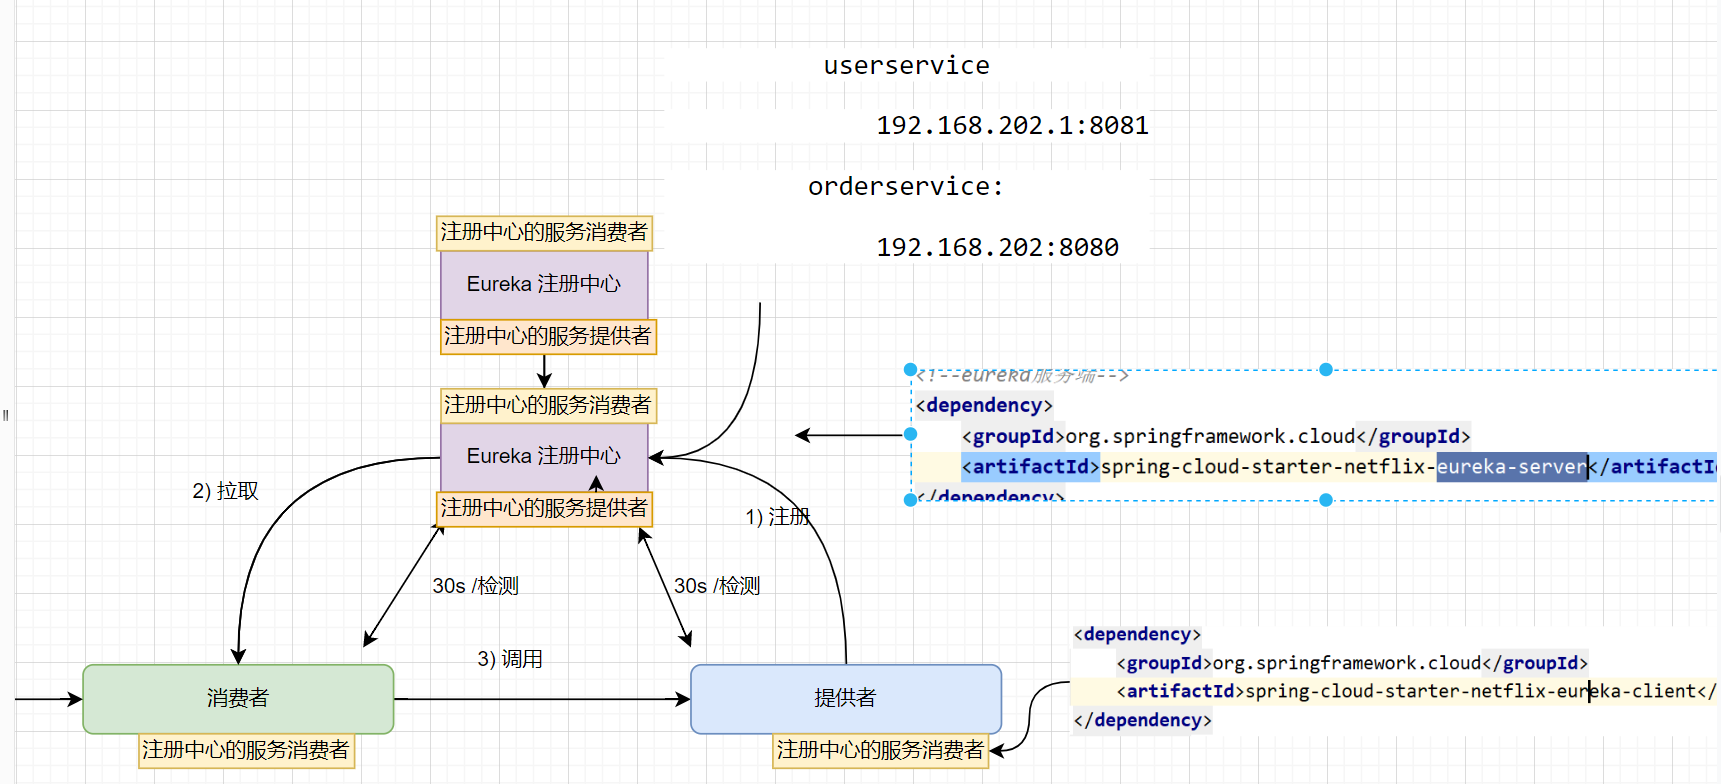 userservice
192.168.202.1:8081
orderservice:
192.168.202:8080
注册中心的服务消费者
Eureka 注册中心
注册中心的服务提供者
注册中心的服务消费者
Eureka 注册中心
注册中心的服务提供者
<!--eureka服务端-->
<dependency>
<groupId>org.springframework.cloud</groupId>
<artifactId>spring-cloud-starter-netflix-eureka-server</artifactI
</dependency>
2) 拉取
1) 注册
30s /检测
30s /检测
3) 调用
消费者
提供者
注册中心的服务消费者
注册中心的服务消费者
<dependency>
<groupId>org.springframework.cloud</groupId>
<artifactId>spring-cloud-starter-netflix-eureka-client</
</dependency>